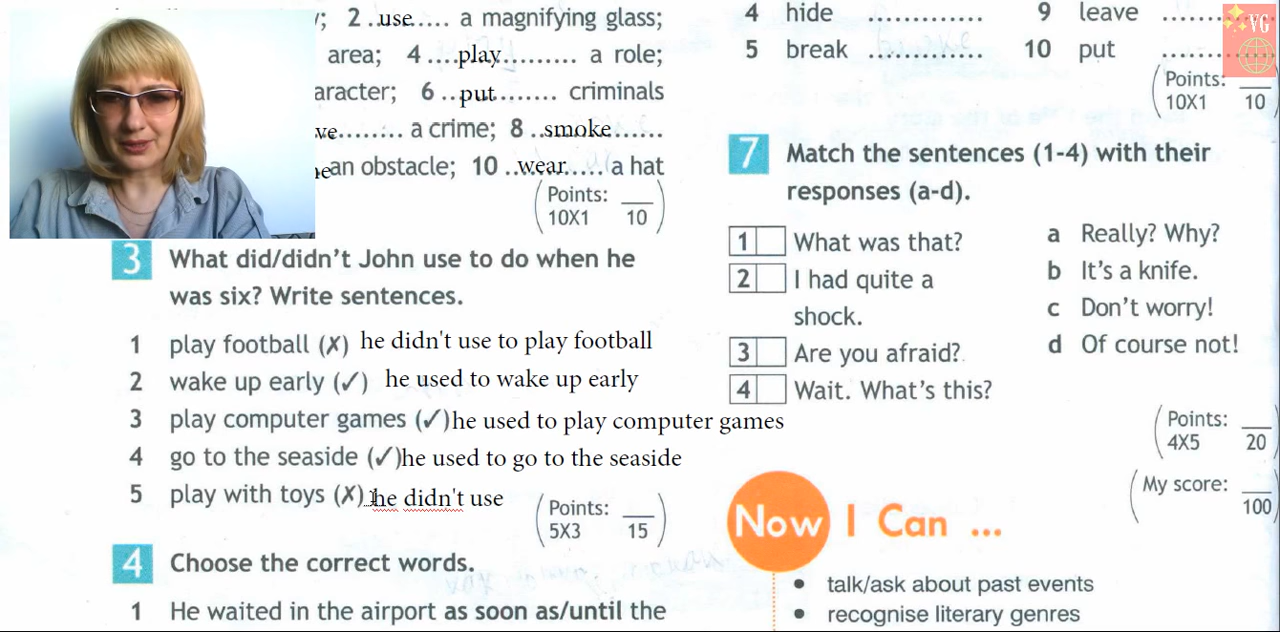 ; 2 ..use..... a magnifying glass;
area; 4 ....play.......... a role;
aracter; 6 ..put........ criminals
ve........ a crime; 8 ..smoke......
an obstacle; 10 ..wear..... a hat
Points:
10X1 10
3 What did/didn't John use to do when he
was six? Write sentences.
1 play football (✗) he didn't use to play football
2 wake up early (✓) he used to wake up early
3 play computer games (✓)he used to play computer games
4 go to the seaside (✓)he used to go to the seaside
5 play with toys (✗) he didn't use
Points:
5X3 15
4 Choose the correct words.
1 He waited in the airport as soon as/until the
4 hide ............. 9 leave ..........
5 break ............. 10 put ..........
VG
Points:
10X1 10
7 Match the sentences (1-4) with their
responses (a-d).
1 What was that? a Really? Why?
2 I had quite a b It's a knife.
shock. c Don't worry!
3 Are you afraid? d Of course not!
4 Wait. What's this?
Points:
4X5 20
My score:
100
Now I Can ...
• talk/ask about past events
• recognise literary genres